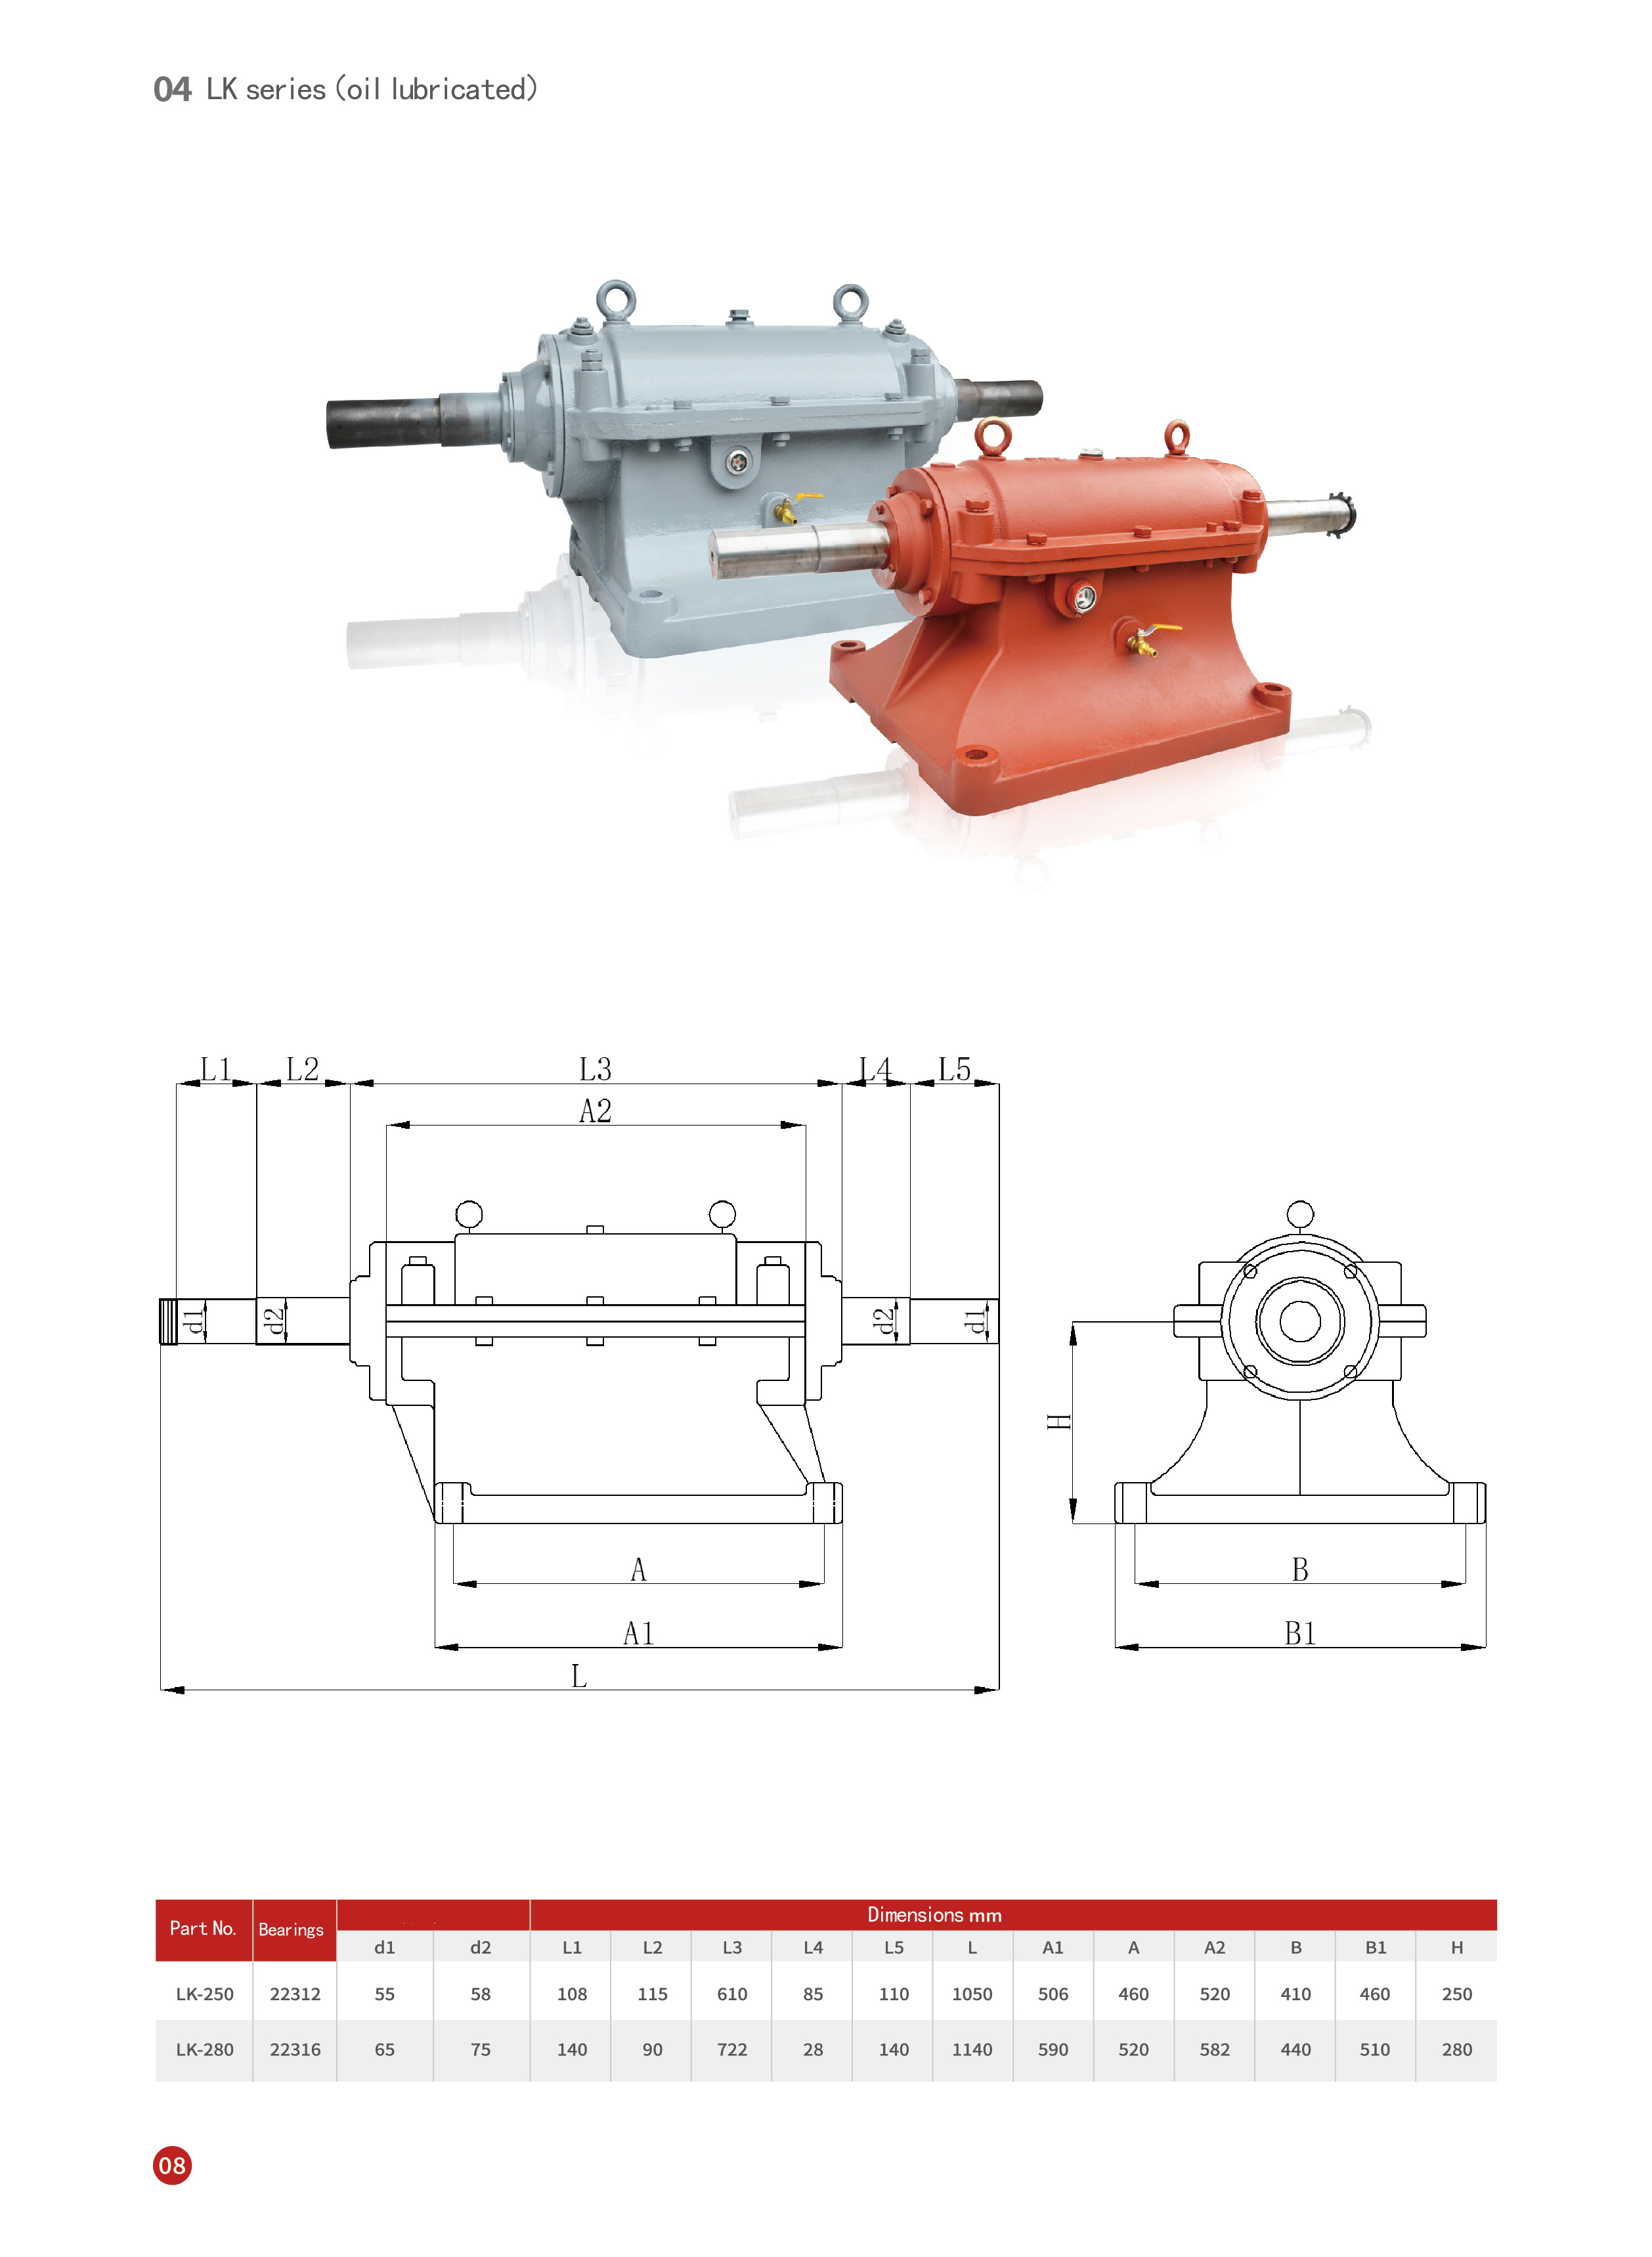 04 LK series (oil lubricated)
L1 L2 L3 L4 L5
A2
d1 d2 d2 d1
H
A B
A1 B1
L
Part No. Bearings Dimensions mm
d1 d2 L1 L2 L3 L4 L5 L A1 A A2 B B1 H
LK-250 22312 55 58 108 115 610 85 110 1050 506 460 520 410 460 250
LK-280 22316 65 75 140 90 722 28 140 1140 590 520 582 440 510 280
08